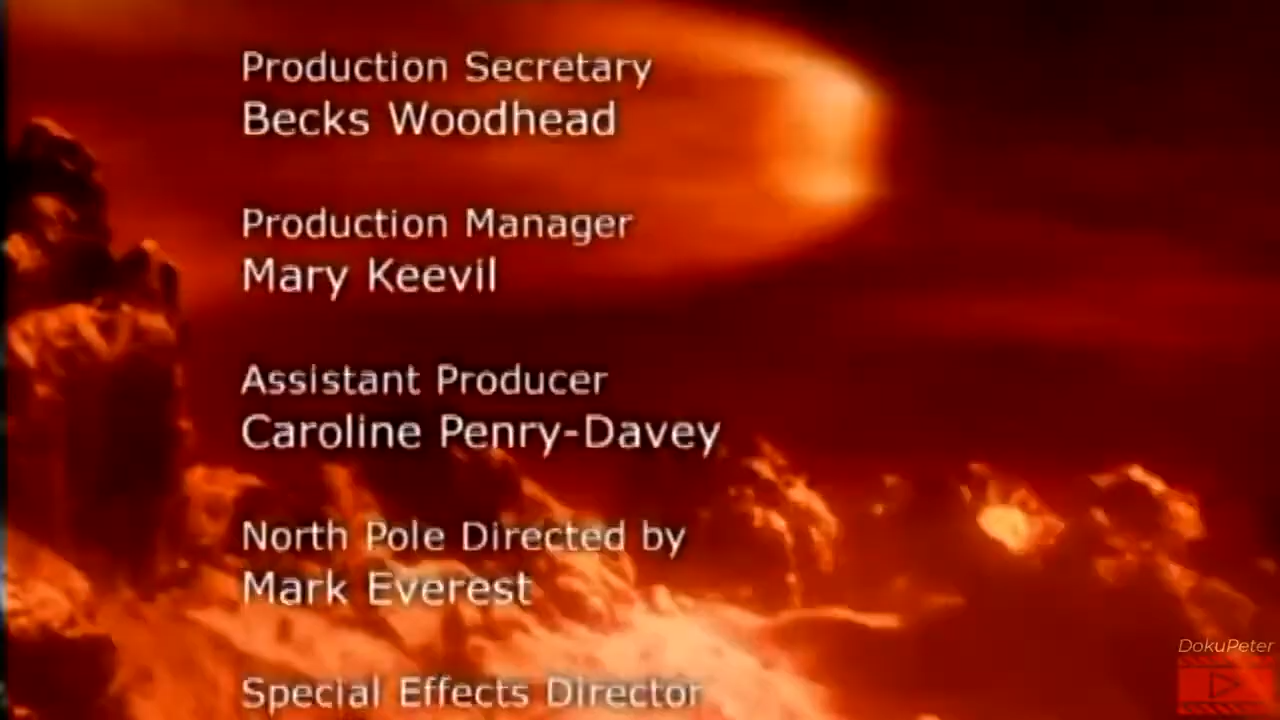 Production Secretary
Becks Woodhead
Production Manager
Mary Keevil
Assistant Producer
Caroline Penry-Davey
North Pole Directed by
Mark Everest
Special Effects Director
DokuPeter